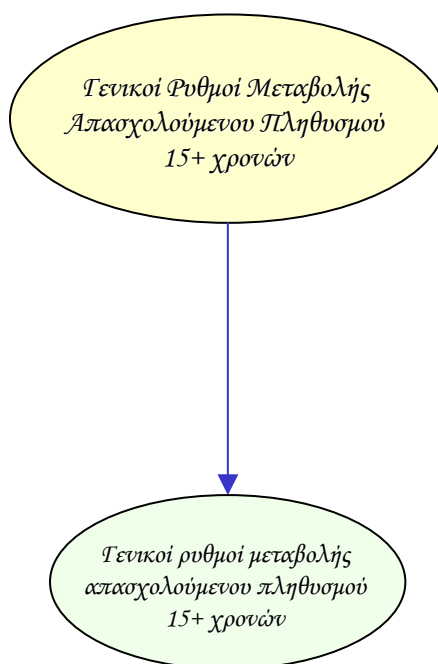 Γενικοί Ρυθμοί Μεταβολής
Απασχολούμενου Πληθυσμού
15+ χρονών
Γενικοί ρυθμοί μεταβολής
απασχολούμενου πληθυσμού
15+ χρονών